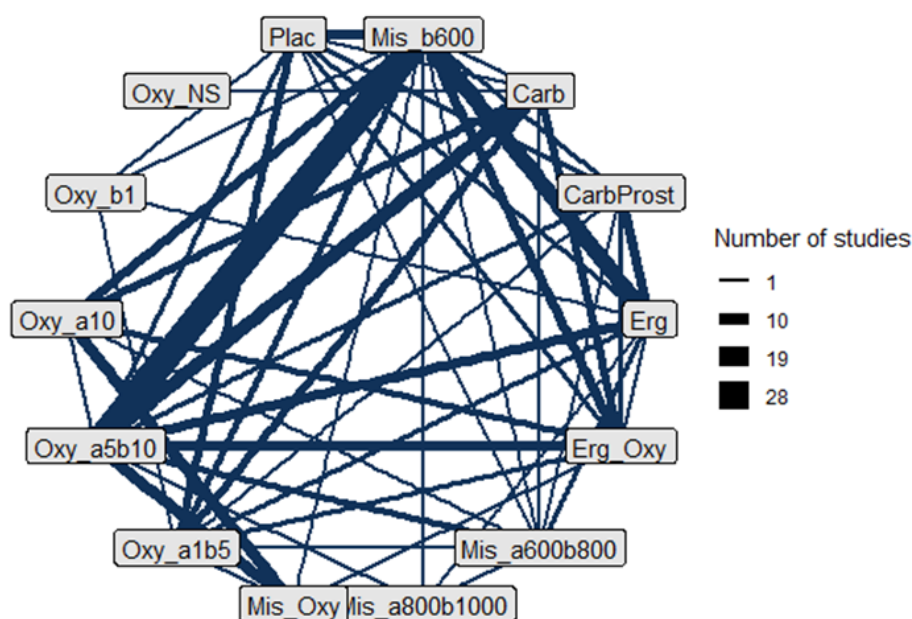 Plac Mis_b600
Oxy_NS Carb
Oxy_b1 CarbProst
Number of studies
1
Oxy_a10 Erg
10
19
28
Oxy_a5b10 Erg_Oxy
Oxy_a1b5 Mis_a600b800
Mis_Oxy Mis_a800b1000